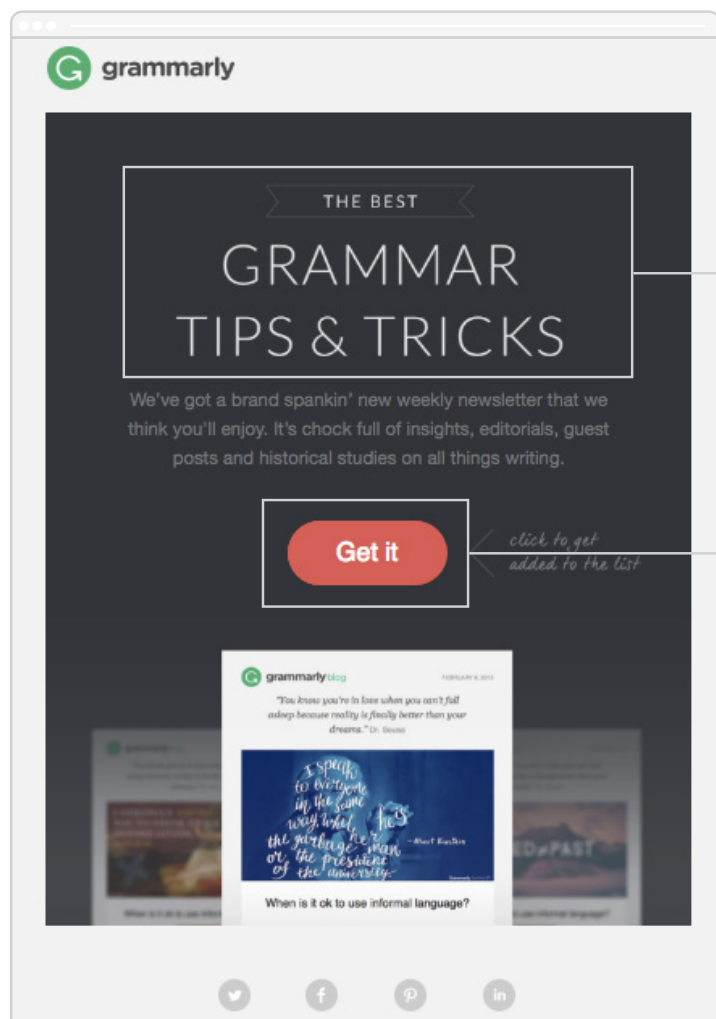 grammarly
THE BEST
GRAMMAR
TIPS & TRICKS
We've got a brand spankin' new weekly newsletter that we
think you'll enjoy. It's chock full of insights, editorials, guest
posts and historical studies on all things writing.
Get it
click to get
added to the list
grammarly blog
"You know you're in love when you can't fall
asleep because reality is finally better than your
dreams." Dr. Seuss
I speak
to everyone
in the same
way, whether he is
the garbage man
or the president
of the university.
—Albert Einstein
When is it ok to use informal language?